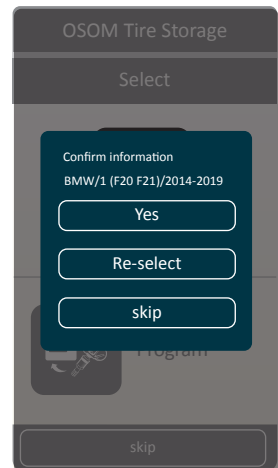 OSOM Tire Storage
Select
Confirm information
BMW/1 (F20 F21)/2014-2019
Yes
Re-select
skip
Program
skip